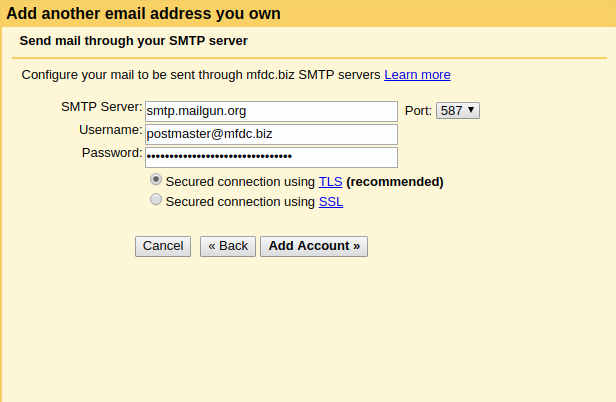 Add another email address you own
Send mail through your SMTP server
Configure your mail to be sent through mfdc.biz SMTP servers Learn more
SMTP Server: smtp.mailgun.org Port: 587
Username: postmaster@mfdc.biz
Password: ••••••••••••••••••••••••••••••••
Secured connection using TLS (recommended)
Secured connection using SSL
Cancel « Back Add Account »